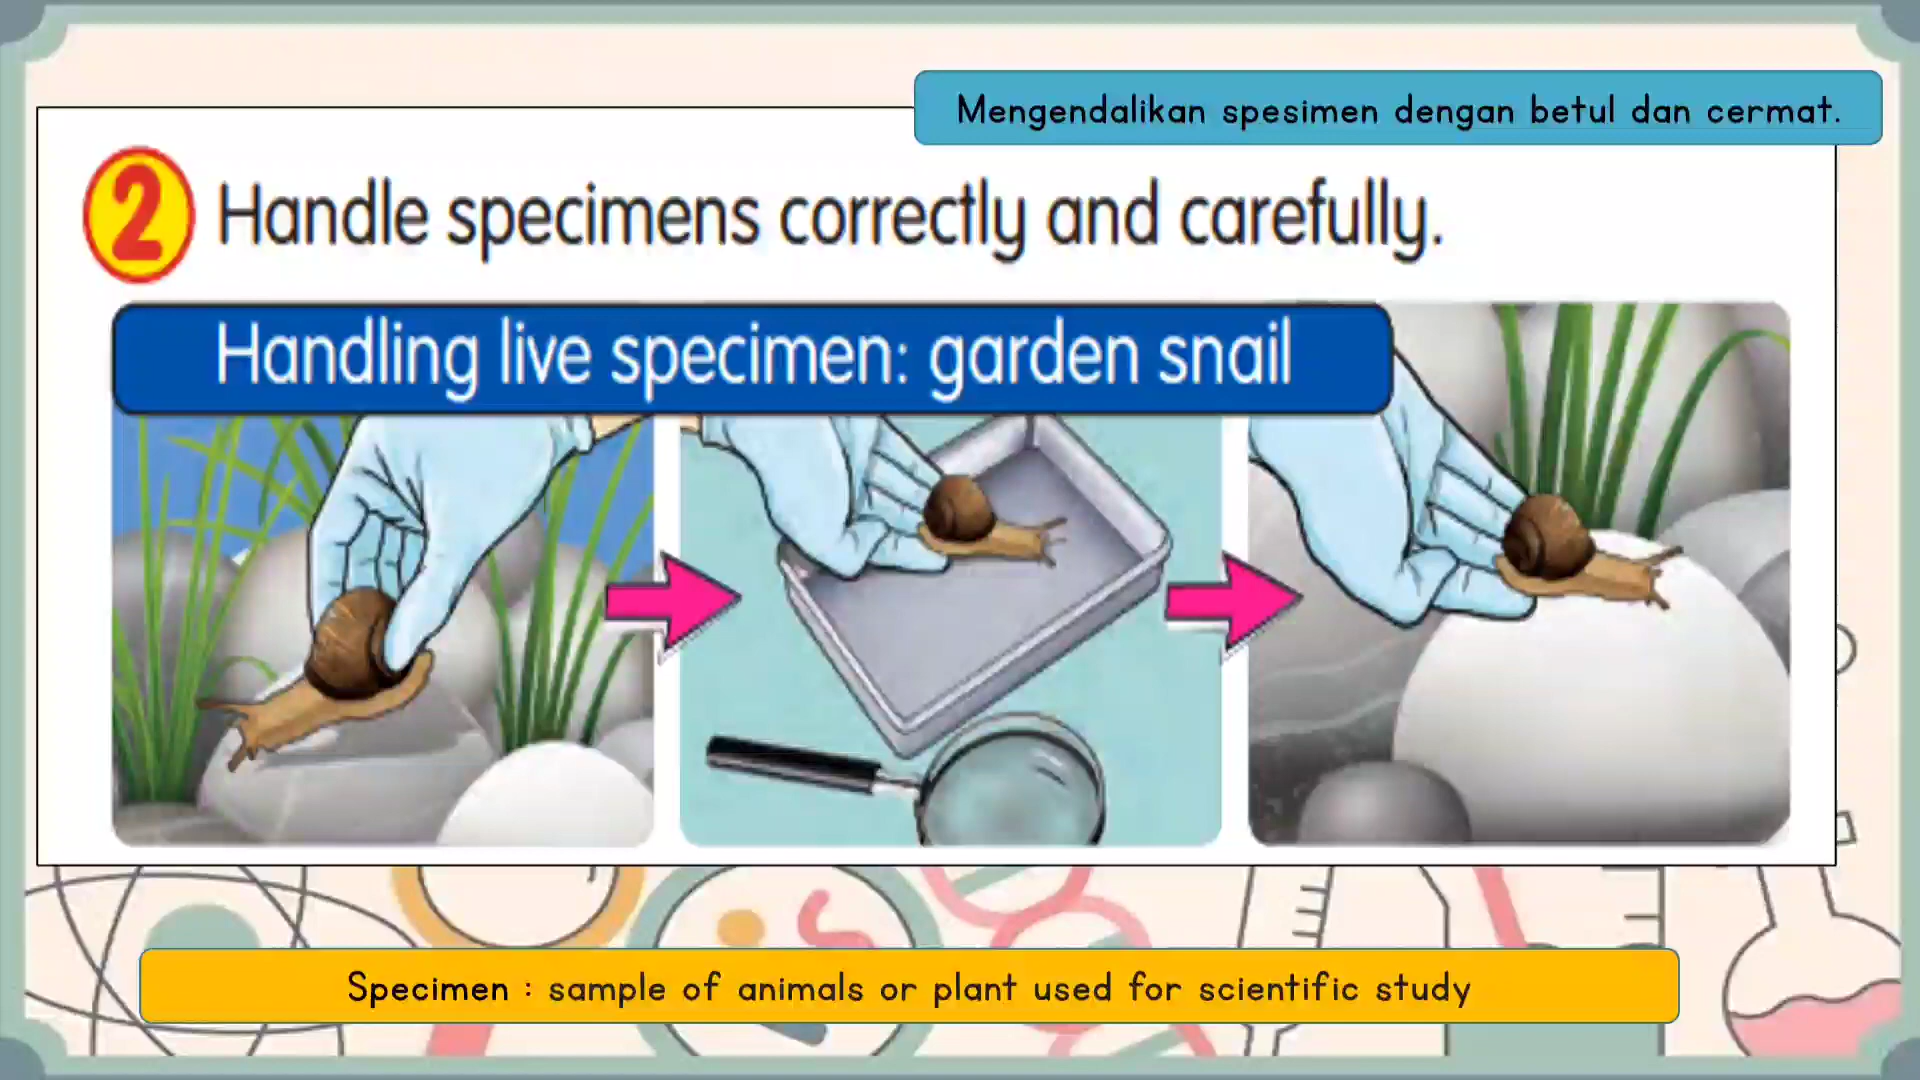 Mengendalikan spesimen dengan betul dan cermat.
2 Handle specimens correctly and carefully.
Handling live specimen: garden snail
Specimen : sample of animals or plant used for scientific study